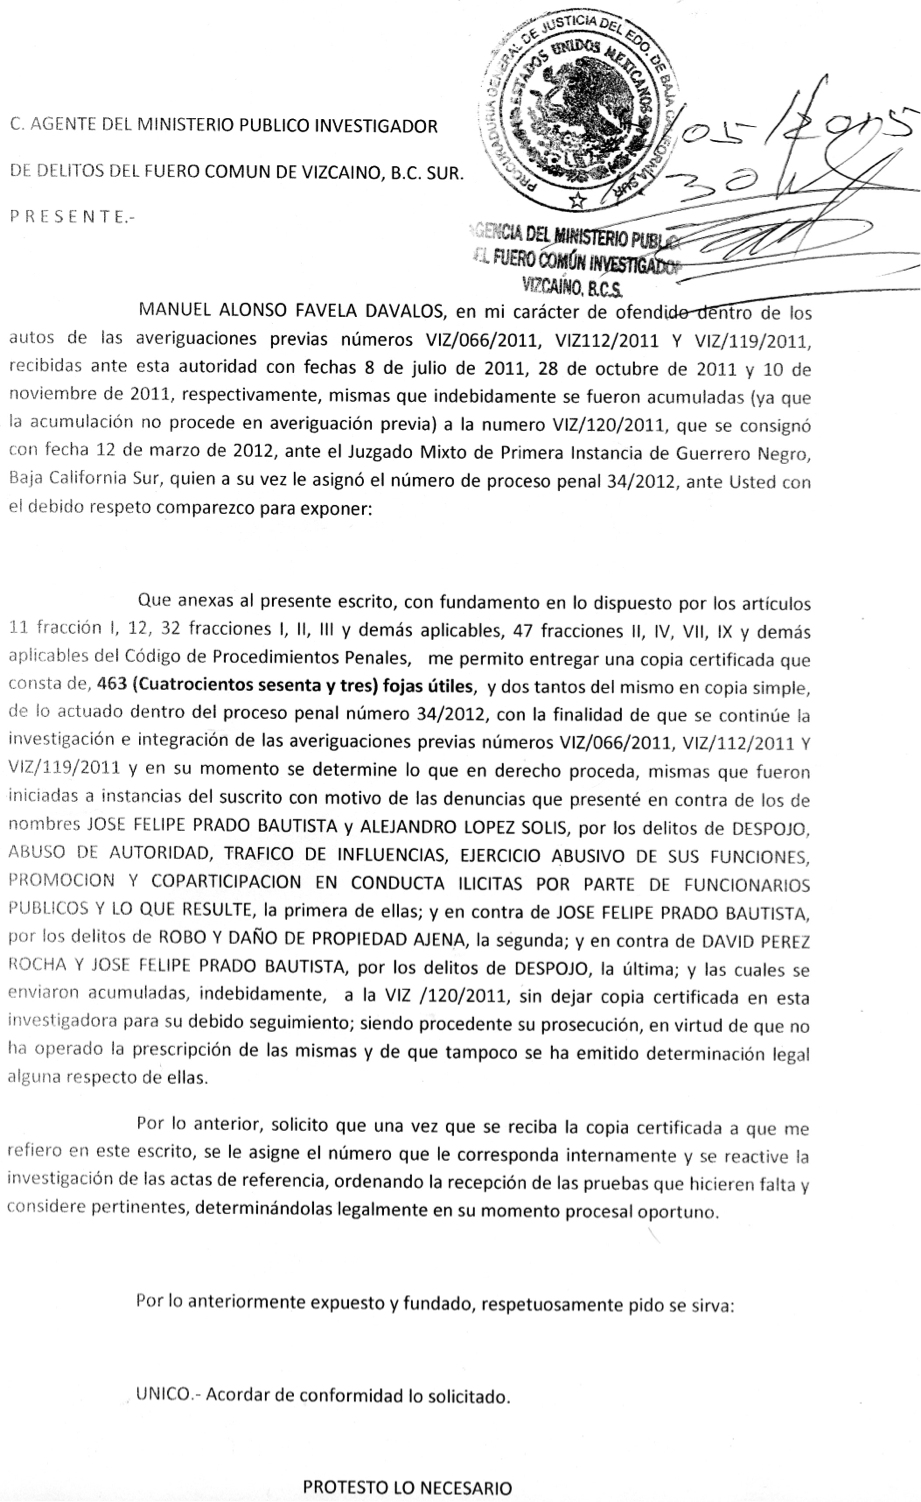 PROCURADURIA GENERAL DE JUSTICIA DEL EDO. DE BAJA CALIFORNIA SUR
ESTADOS UNIDOS MEXICANOS
C. AGENTE DEL MINISTERIO PUBLICO INVESTIGADOR
DE DELITOS DEL FUERO COMUN DE VIZCAINO, B.C. SUR.
P R E S E N T E.-
/05/2015
30
AGENCIA DEL MINISTERIO PUBLICO
DEL FUERO COMÚN INVESTIGADOR
VIZCAÍNO, B.C.S.
MANUEL ALONSO FAVELA DAVALOS, en mi carácter de ofendido dentro de los
autos de las averiguaciones previas números VIZ/066/2011, VIZ112/2011 Y VIZ/119/2011,
recibidas ante esta autoridad con fechas 8 de julio de 2011, 28 de octubre de 2011 y 10 de
noviembre de 2011, respectivamente, mismas que indebidamente se fueron acumuladas (ya que
la acumulación no procede en averiguación previa) a la numero VIZ/120/2011, que se consignó
con fecha 12 de marzo de 2012, ante el Juzgado Mixto de Primera Instancia de Guerrero Negro,
Baja California Sur, quien a su vez le asignó el número de proceso penal 34/2012, ante Usted con
el debido respeto comparezco para exponer:
Que anexas al presente escrito, con fundamento en lo dispuesto por los artículos
11 fracción I, 12, 32 fracciones I, II, III y demás aplicables, 47 fracciones II, IV, VII, IX y demás
aplicables del Código de Procedimientos Penales, me permito entregar una copia certificada que
consta de, 463 (Cuatrocientos sesenta y tres) fojas útiles, y dos tantos del mismo en copia simple,
de lo actuado dentro del proceso penal número 34/2012, con la finalidad de que se continúe la
investigación e integración de las averiguaciones previas números VIZ/066/2011, VIZ/112/2011 Y
VIZ/119/2011 y en su momento se determine lo que en derecho proceda, mismas que fueron
iniciadas a instancias del suscrito con motivo de las denuncias que presenté en contra de los de
nombres JOSE FELIPE PRADO BAUTISTA y ALEJANDRO LOPEZ SOLIS, por los delitos de DESPOJO,
ABUSO DE AUTORIDAD, TRAFICO DE INFLUENCIAS, EJERCICIO ABUSIVO DE SUS FUNCIONES,
PROMOCION Y COPARTICIPACION EN CONDUCTA ILICITAS POR PARTE DE FUNCIONARIOS
PUBLICOS Y LO QUE RESULTE, la primera de ellas; y en contra de JOSE FELIPE PRADO BAUTISTA,
por los delitos de ROBO Y DAÑO DE PROPIEDAD AJENA, la segunda; y en contra de DAVID PEREZ
ROCHA Y JOSE FELIPE PRADO BAUTISTA, por los delitos de DESPOJO, la última; y las cuales se
enviaron acumuladas, indebidamente, a la VIZ /120/2011, sin dejar copia certificada en esta
investigadora para su debido seguimiento; siendo procedente su prosecución, en virtud de que no
ha operado la prescripción de las mismas y de que tampoco se ha emitido determinación legal
alguna respecto de ellas.
Por lo anterior, solicito que una vez que se reciba la copia certificada a que me
refiero en este escrito, se le asigne el número que le corresponda internamente y se reactive la
investigación de las actas de referencia, ordenando la recepción de las pruebas que hicieren falta y
considere pertinentes, determinándolas legalmente en su momento procesal oportuno.
Por lo anteriormente expuesto y fundado, respetuosamente pido se sirva:
UNICO.- Acordar de conformidad lo solicitado.
PROTESTO LO NECESARIO